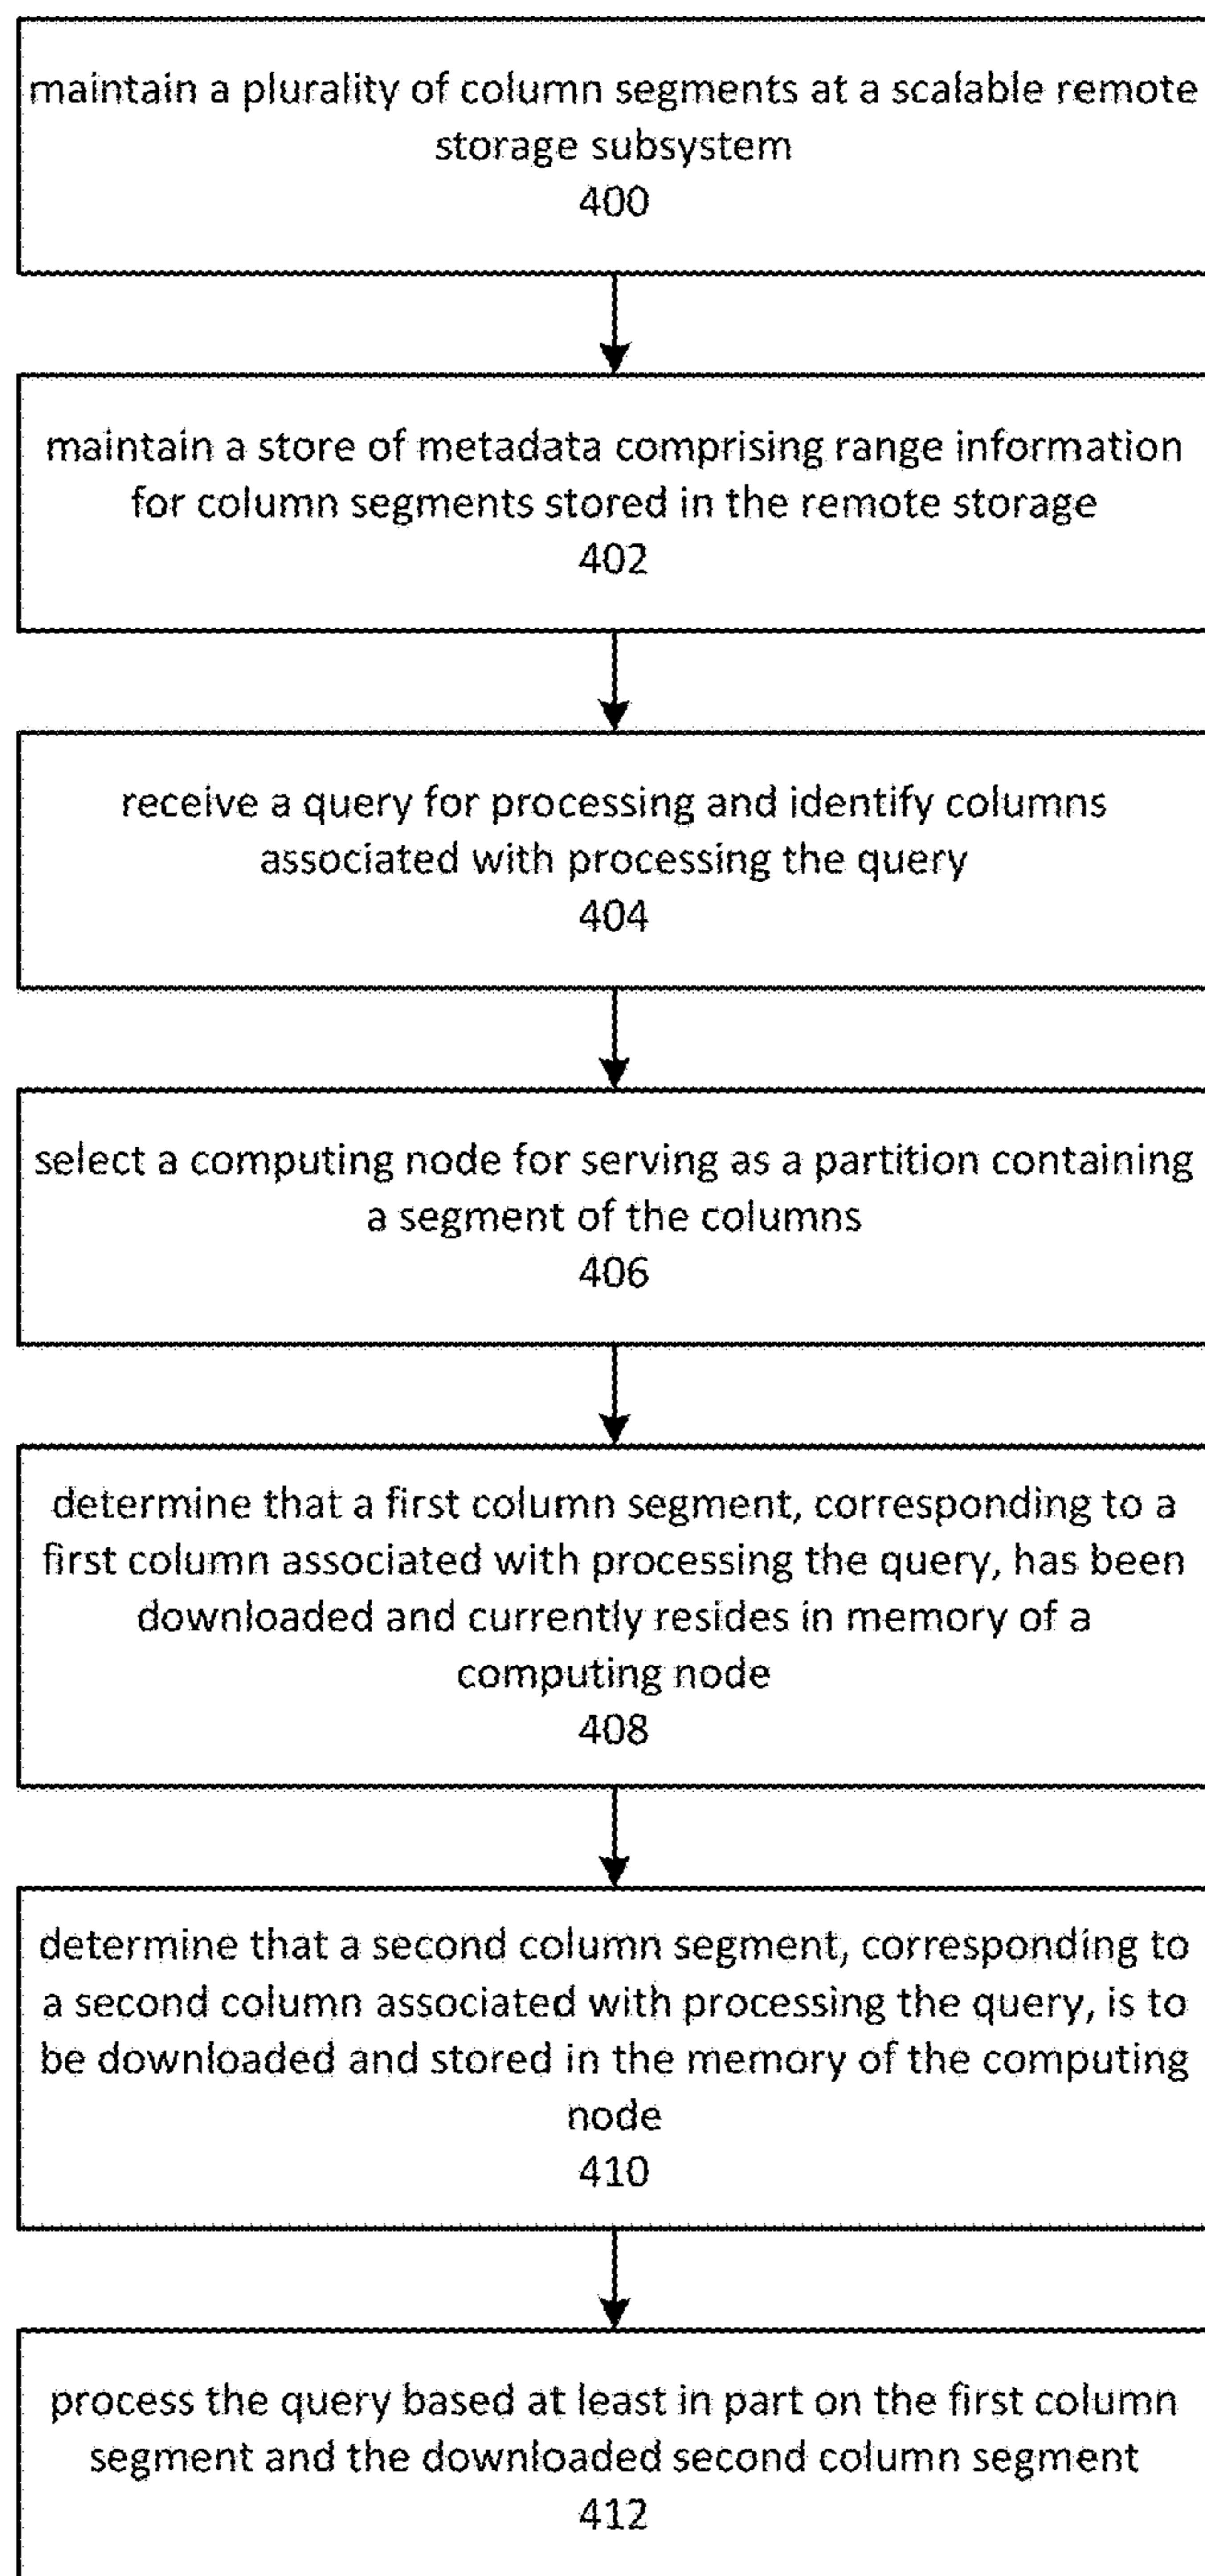 maintain a plurality of column segments at a scalable remote
storage subsystem
400
maintain a store of metadata comprising range information
for column segments stored in the remote storage
402
receive a query for processing and identify columns
associated with processing the query
404
select a computing node for serving as a partition containing
a segment of the columns
406
determine that a first column segment, corresponding to a
first column associated with processing the query, has been
downloaded and currently resides in memory of a
computing node
408
determine that a second column segment, corresponding to
a second column associated with processing the query, is to
be downloaded and stored in the memory of the computing
node
410
process the query based at least in part on the first column
segment and the downloaded second column segment
412